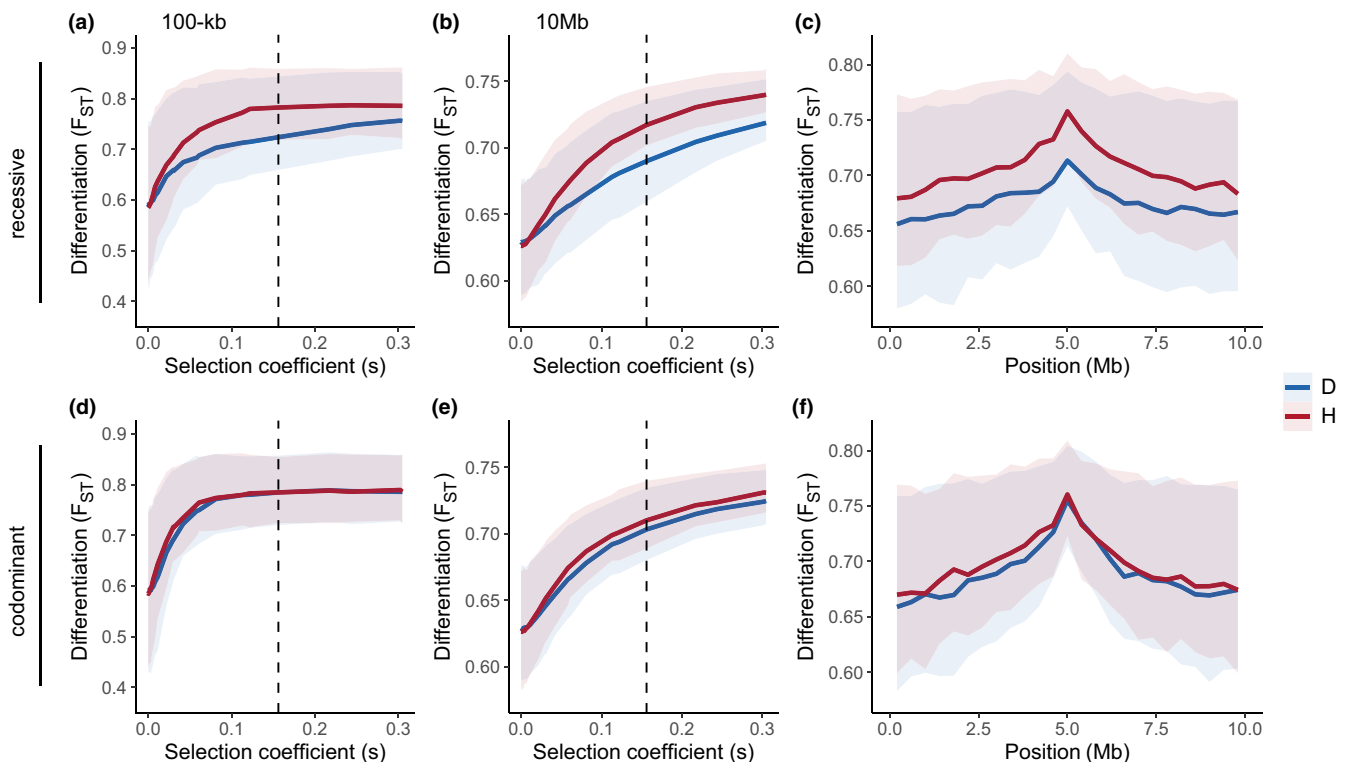 (a) 100-kb
(b) 10Mb
(c)
recessive
Differentiation (FST)
0.9
0.8
0.7
0.6
0.5
0.4
0.0 0.1 0.2 0.3
Selection coefficient (s)
Differentiation (FST)
0.75
0.70
0.65
0.60
0.0 0.1 0.2 0.3
Selection coefficient (s)
Differentiation (FST)
0.80
0.75
0.70
0.65
0.60
0.0 2.5 5.0 7.5 10.0
Position (Mb)
D
H
(d)
(e)
(f)
codominant
Differentiation (FST)
0.9
0.8
0.7
0.6
0.5
0.4
0.0 0.1 0.2 0.3
Selection coefficient (s)
Differentiation (FST)
0.75
0.70
0.65
0.60
0.0 0.1 0.2 0.3
Selection coefficient (s)
Differentiation (FST)
0.80
0.75
0.70
0.65
0.60
0.0 2.5 5.0 7.5 10.0
Position (Mb)